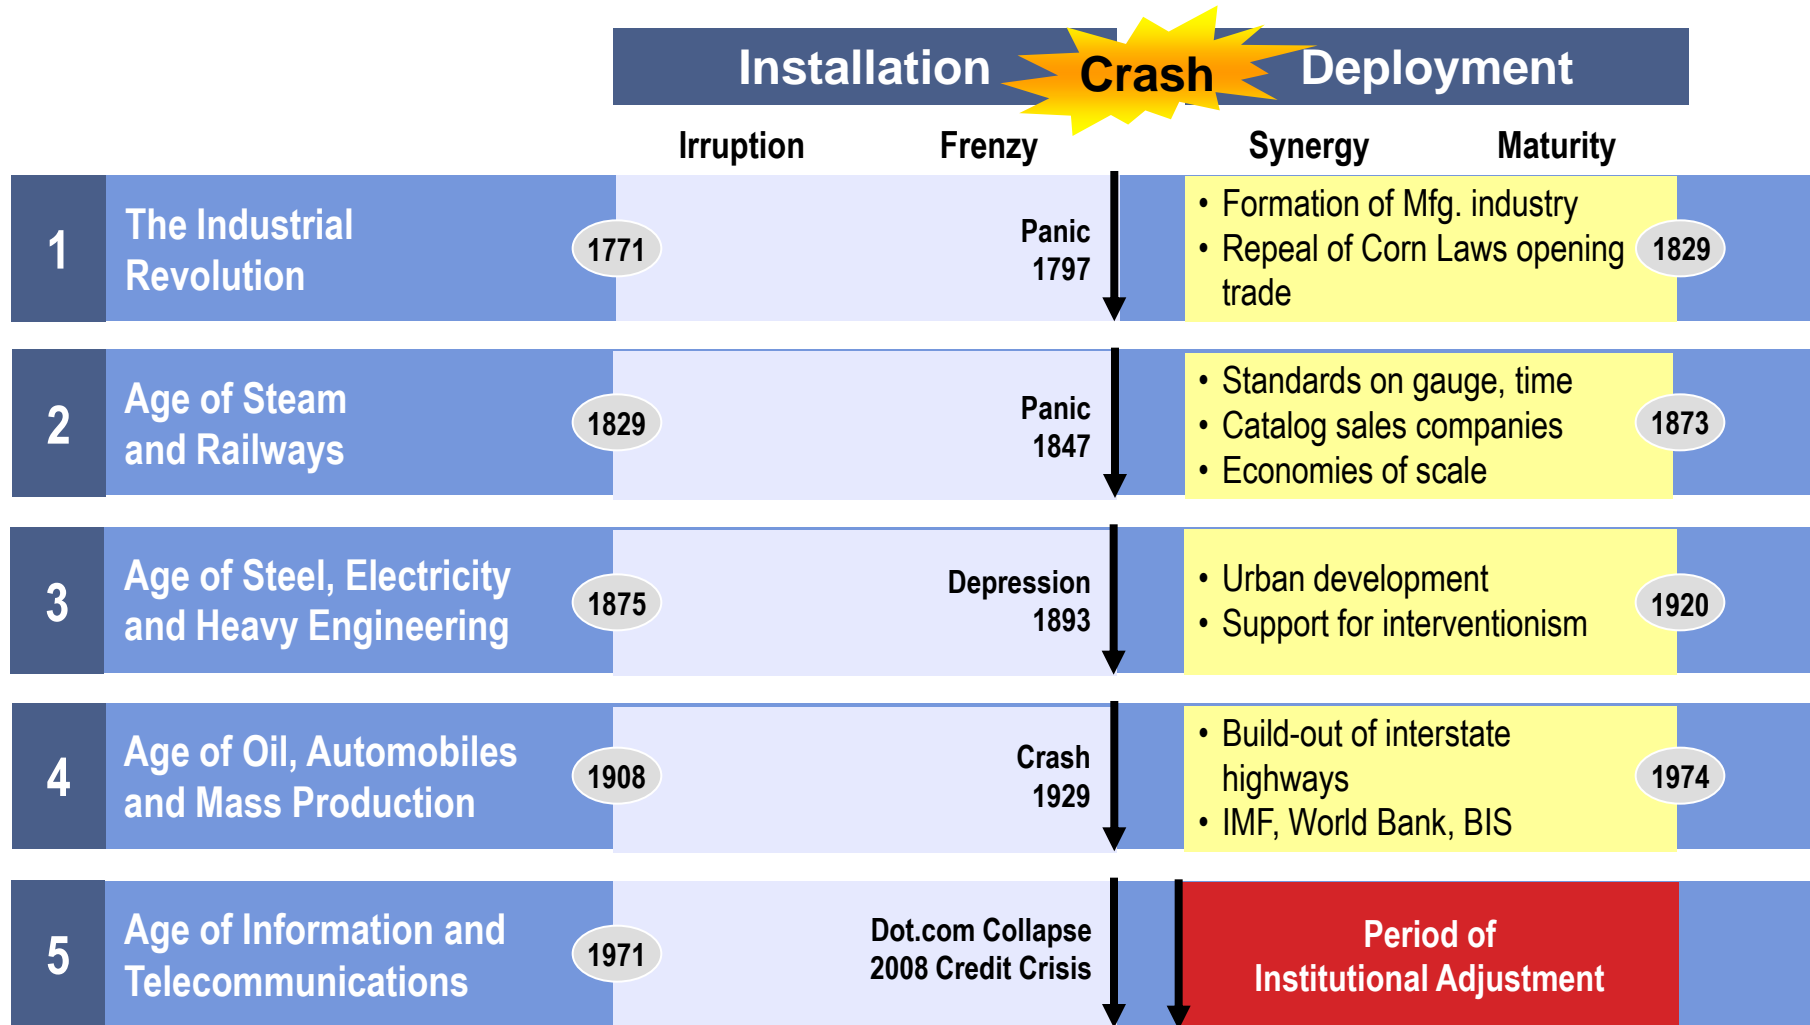 Installation
Crash
Deployment
Irruption
Frenzy
Synergy
Maturity
1
The Industrial
Revolution
1771
Panic
1797
• Formation of Mfg. industry
• Repeal of Corn Laws opening
trade
1829
2
Age of Steam
and Railways
1829
Panic
1847
• Standards on gauge, time
• Catalog sales companies
• Economies of scale
1873
3
Age of Steel, Electricity
and Heavy Engineering
1875
Depression
1893
• Urban development
• Support for interventionism
1920
4
Age of Oil, Automobiles
and Mass Production
1908
Crash
1929
• Build-out of interstate
highways
• IMF, World Bank, BIS
1974
5
Age of Information and
Telecommunications
1971
Dot.com Collapse
2008 Credit Crisis
Period of
Institutional Adjustment